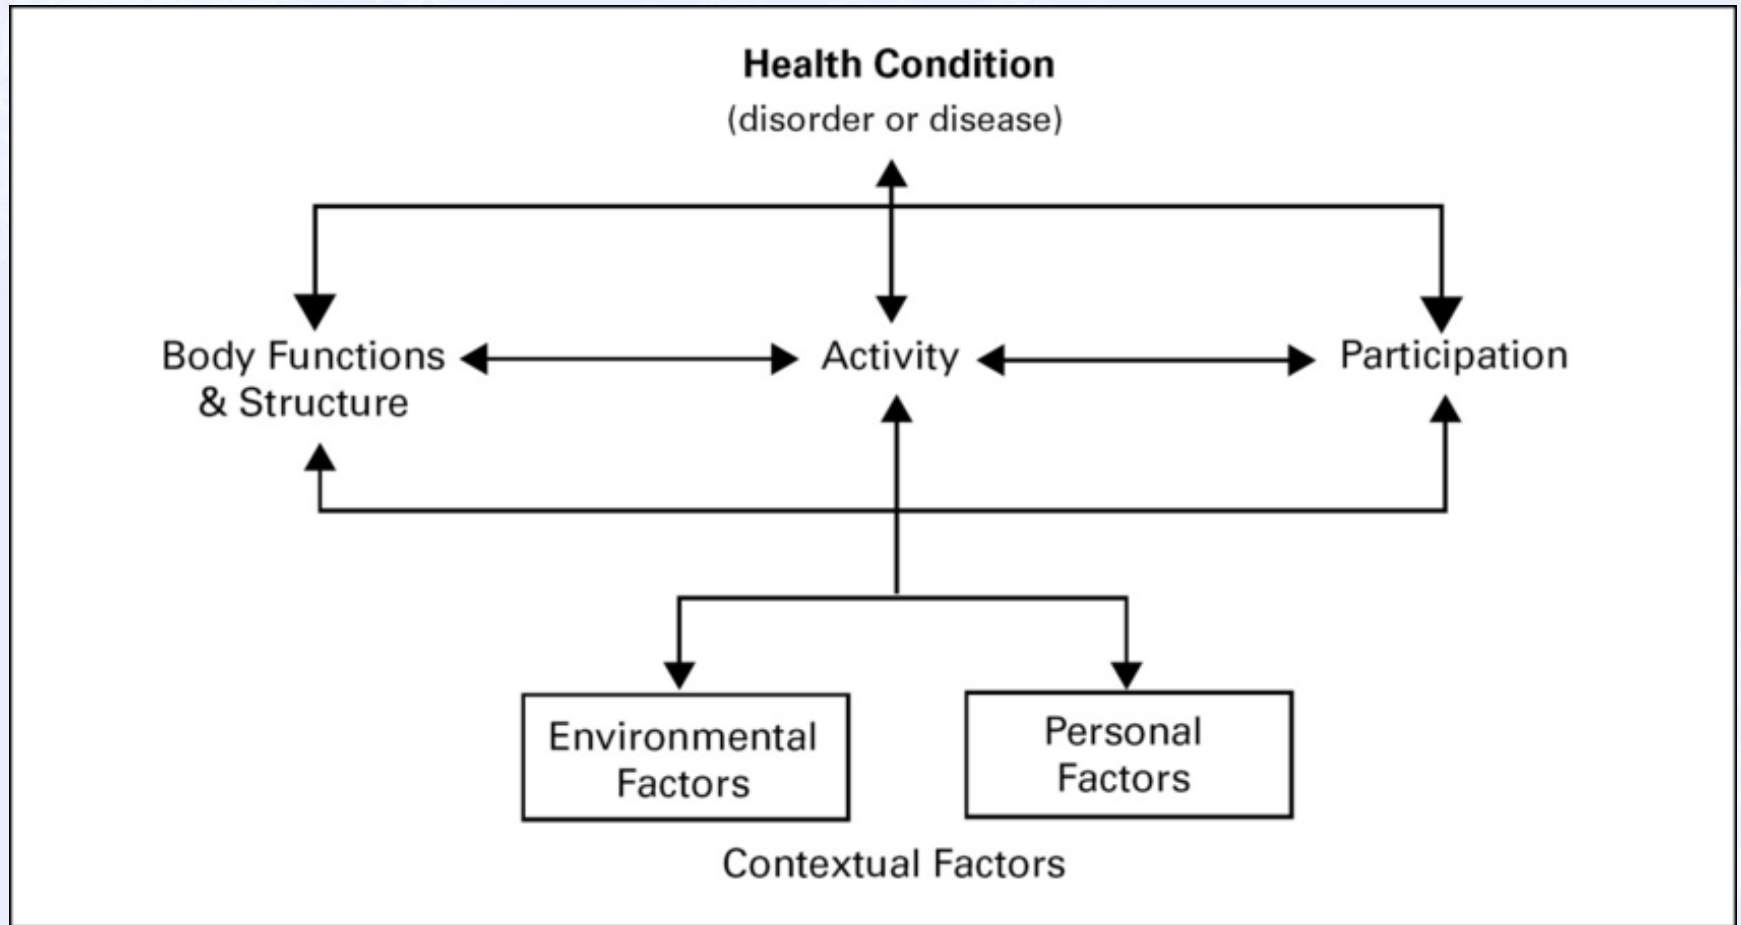 Health Condition
(disorder or disease)
Body Functions
& Structure
Activity
Participation
Environmental
Factors
Personal
Factors
Contextual Factors